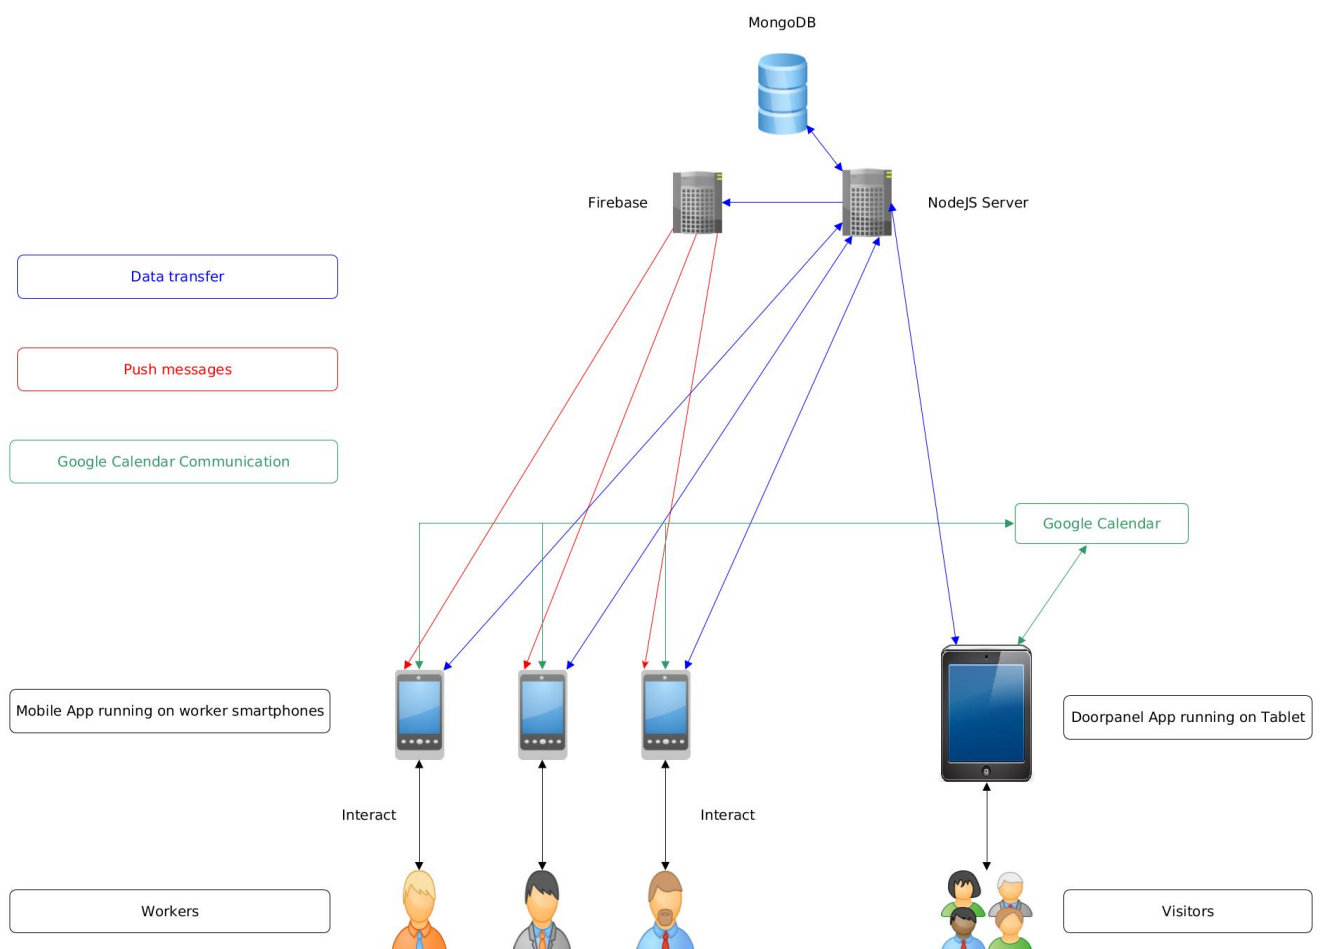 MongoDB
Firebase
NodeJS Server
Data transfer
Push messages
Google Calendar Communication
Google Calendar
Mobile App running on worker smartphones
Doorpanel App running on Tablet
Interact
Interact
Workers
Visitors